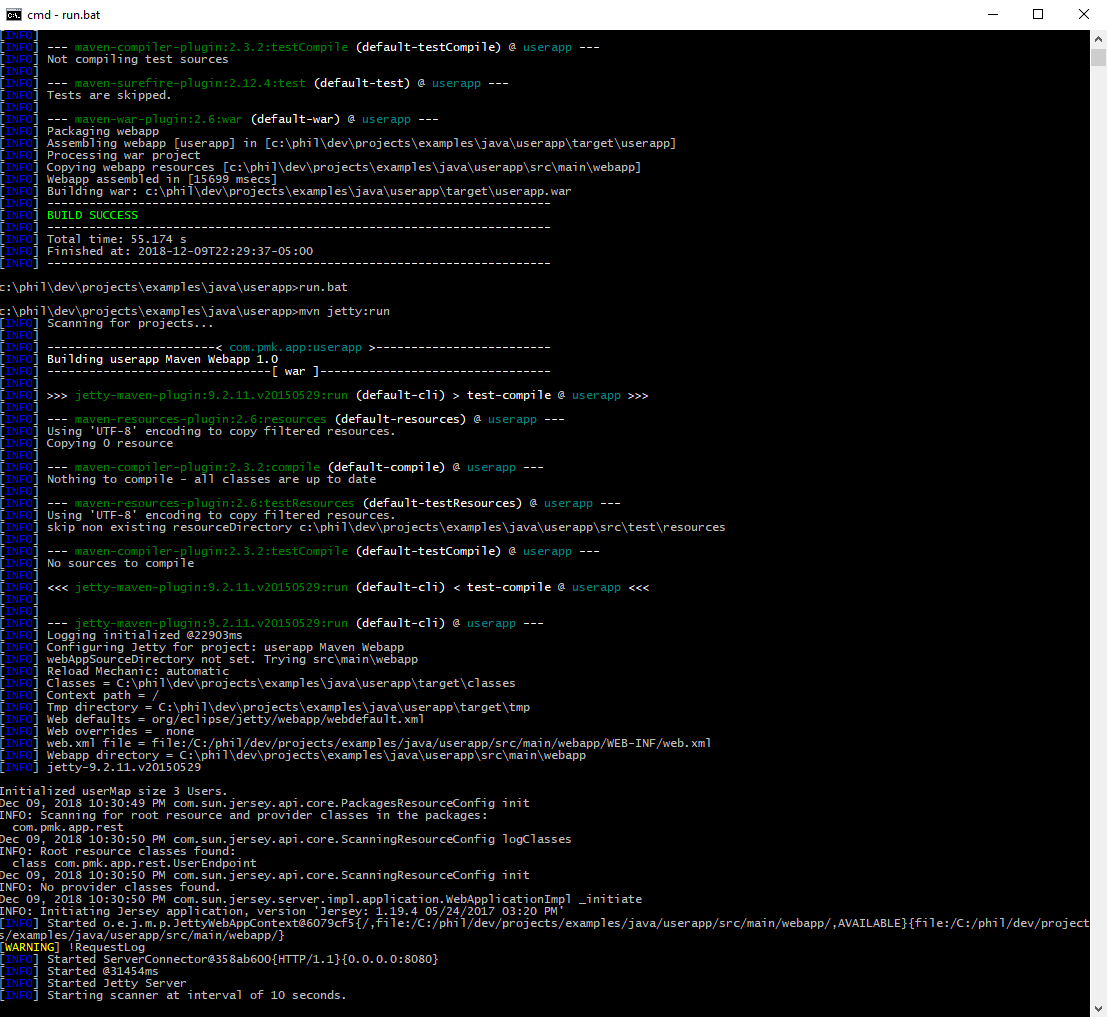 cmd - run.bat
[INFO]
[INFO] --- maven-compiler-plugin:2.3.2:testCompile (default-testCompile) @ userapp ---
[INFO] Not compiling test sources
[INFO]
[INFO] --- maven-surefire-plugin:2.12.4:test (default-test) @ userapp ---
[INFO] Tests are skipped.
[INFO]
[INFO] --- maven-war-plugin:2.6:war (default-war) @ userapp ---
[INFO] Packaging webapp
[INFO] Assembling webapp [userapp] in [c:\phil\dev\projects\examples\java\userapp\target\userapp]
[INFO] Processing war project
[INFO] Copying webapp resources [c:\phil\dev\projects\examples\java\userapp\src\main\webapp]
[INFO] Webapp assembled in [15699 msecs]
[INFO] Building war: c:\phil\dev\projects\examples\java\userapp\target\userapp.war
[INFO] ------------------------------------------------------------------------
[INFO] BUILD SUCCESS
[INFO] ------------------------------------------------------------------------
[INFO] Total time: 55.174 s
[INFO] Finished at: 2018-12-09T22:29:37-05:00
[INFO] ------------------------------------------------------------------------
c:\phil\dev\projects\examples\java\userapp>run.bat
c:\phil\dev\projects\examples\java\userapp>mvn jetty:run
[INFO] Scanning for projects...
[INFO]
[INFO] ------------------------< com.pmk.app:userapp >-------------------------
[INFO] Building userapp Maven Webapp 1.0
[INFO] --------------------------------[ war ]---------------------------------
[INFO]
[INFO] >>> jetty-maven-plugin:9.2.11.v20150529:run (default-cli) > test-compile @ userapp >>>
[INFO]
[INFO] --- maven-resources-plugin:2.6:resources (default-resources) @ userapp ---
[INFO] Using 'UTF-8' encoding to copy filtered resources.
[INFO] Copying 0 resource
[INFO]
[INFO] --- maven-compiler-plugin:2.3.2:compile (default-compile) @ userapp ---
[INFO] Nothing to compile - all classes are up to date
[INFO]
[INFO] --- maven-resources-plugin:2.6:testResources (default-testResources) @ userapp ---
[INFO] Using 'UTF-8' encoding to copy filtered resources.
[INFO] skip non existing resourceDirectory c:\phil\dev\projects\examples\java\userapp\src\test\resources
[INFO]
[INFO] --- maven-compiler-plugin:2.3.2:testCompile (default-testCompile) @ userapp ---
[INFO] No sources to compile
[INFO]
[INFO] <<< jetty-maven-plugin:9.2.11.v20150529:run (default-cli) < test-compile @ userapp <<<
[INFO]
[INFO]
[INFO] --- jetty-maven-plugin:9.2.11.v20150529:run (default-cli) @ userapp ---
[INFO] Logging initialized @22903ms
[INFO] Configuring Jetty for project: userapp Maven Webapp
[INFO] webAppSourceDirectory not set. Trying src\main\webapp
[INFO] Reload Mechanic: automatic
[INFO] Classes = C:\phil\dev\projects\examples\java\userapp\target\classes
[INFO] Context path = /
[INFO] Tmp directory = C:\phil\dev\projects\examples\java\userapp\target\tmp
[INFO] Web defaults = org/eclipse/jetty/webapp/webdefault.xml
[INFO] Web overrides =  none
[INFO] web.xml file = file:/C:/phil/dev/projects/examples/java/userapp/src/main/webapp/WEB-INF/web.xml
[INFO] Webapp directory = C:\phil\dev\projects\examples\java\userapp\src\main\webapp
[INFO] jetty-9.2.11.v20150529
Initialized userMap size 3 Users.
Dec 09, 2018 10:30:49 PM com.sun.jersey.api.core.PackagesResourceConfig init
INFO: Scanning for root resource and provider classes in the packages:
  com.pmk.app.rest
Dec 09, 2018 10:30:50 PM com.sun.jersey.api.core.ScanningResourceConfig logClasses
INFO: Root resource classes found:
  class com.pmk.app.rest.UserEndpoint
Dec 09, 2018 10:30:50 PM com.sun.jersey.api.core.ScanningResourceConfig init
INFO: No provider classes found.
Dec 09, 2018 10:30:50 PM com.sun.jersey.server.impl.application.WebApplicationImpl _initiate
INFO: Initiating Jersey application, version 'Jersey: 1.19.4 05/24/2017 03:20 PM'
[INFO] Started o.e.j.m.p.JettyWebAppContext@6079cf5{/,file:/C:/phil/dev/projects/examples/java/userapp/src/main/webapp/,AVAILABLE}{file:/C:/phil/dev/project
s/examples/java/userapp/src/main/webapp/}
[WARNING] !RequestLog
[INFO] Started ServerConnector@358ab600{HTTP/1.1}{0.0.0.0:8080}
[INFO] Started @31454ms
[INFO] Started Jetty Server
[INFO] Starting scanner at interval of 10 seconds.